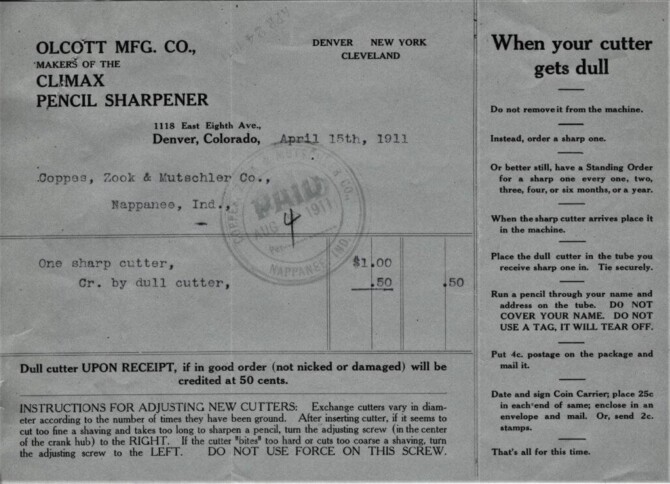 OLCOTT MFG. CO.,
MAKERS OF THE
CLIMAX
PENCIL SHARPENER
DENVER NEW YORK
CLEVELAND
1118 East Eighth Ave.,
Denver, Colorado, April 15th, 1911
Coppes, Zook & Mutschler Co.,
Nappanee, Ind.,
PAID
AUG 1911
4
NAPPANEE, IND.
One sharp cutter, $1.00
Cr. by dull cutter, .50 .50
Dull cutter UPON RECEIPT, if in good order (not nicked or damaged) will be
credited at 50 cents.
INSTRUCTIONS FOR ADJUSTING NEW CUTTERS: Exchange cutters vary in diam-
eter according to the number of times they have been ground. After inserting cutter, if it seems to
cut too fine a shaving and takes too long to sharpen a pencil, turn the adjusting screw (in the center
of the crank hub) to the RIGHT. If the cutter "bites" too hard or cuts too coarse a shaving, turn
the adjusting screw to the LEFT. DO NOT USE FORCE ON THIS SCREW.
When your cutter
gets dull
Do not remove it from the machine.
Instead, order a sharp one.
Or better still, have a Standing Order
for a sharp one every one, two,
three, four, or six months, or a year.
When the sharp cutter arrives place it
in the machine.
Place the dull cutter in the tube you
receive sharp one in. Tie securely.
Run a pencil through your name and
address on the tube. DO NOT
COVER YOUR NAME. DO NOT
USE A TAG, IT WILL TEAR OFF.
Put 4c. postage on the package and
mail it.
Date and sign Coin Carrier; place 25c
in each end of same; enclose in an
envelope and mail. Or, send 2c.
stamps.
That's all for this time.